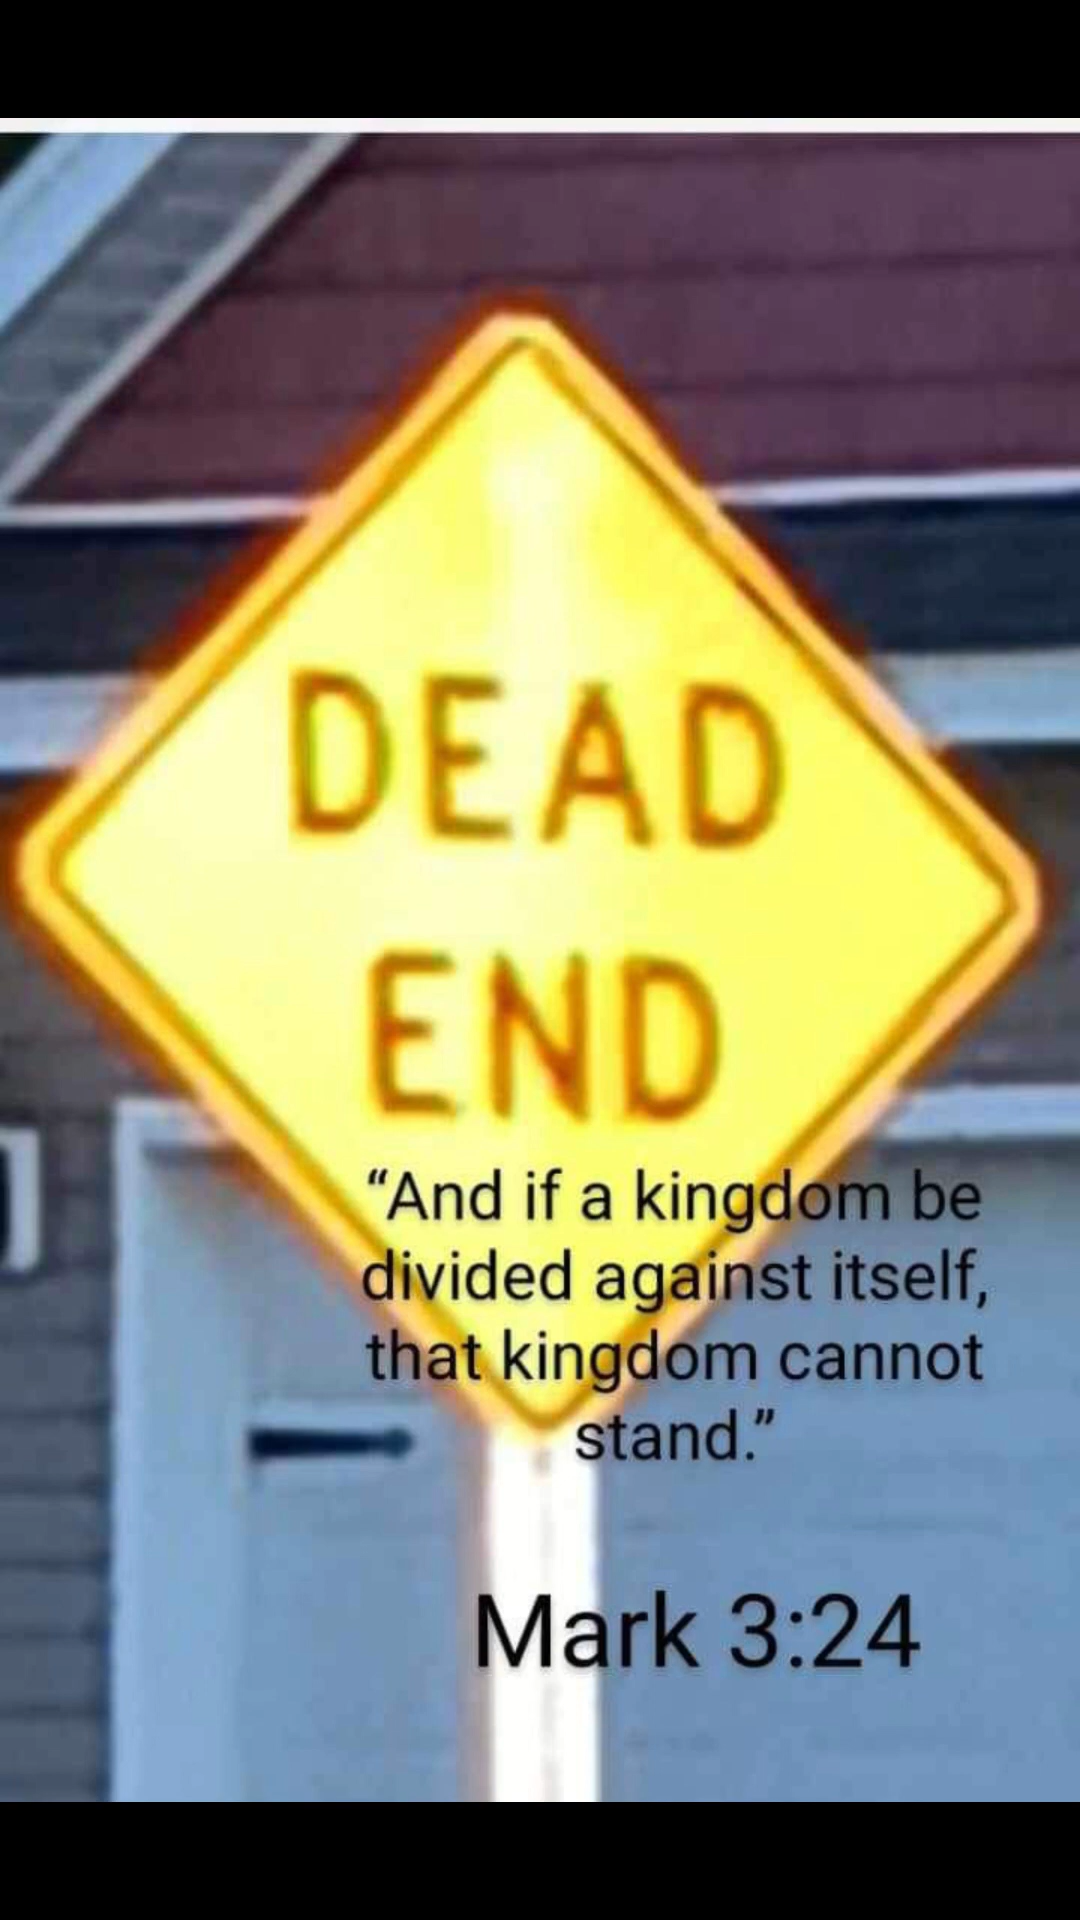 DEAD
END
“And if a kingdom be
divided against itself,
that kingdom cannot
stand.”
Mark 3:24